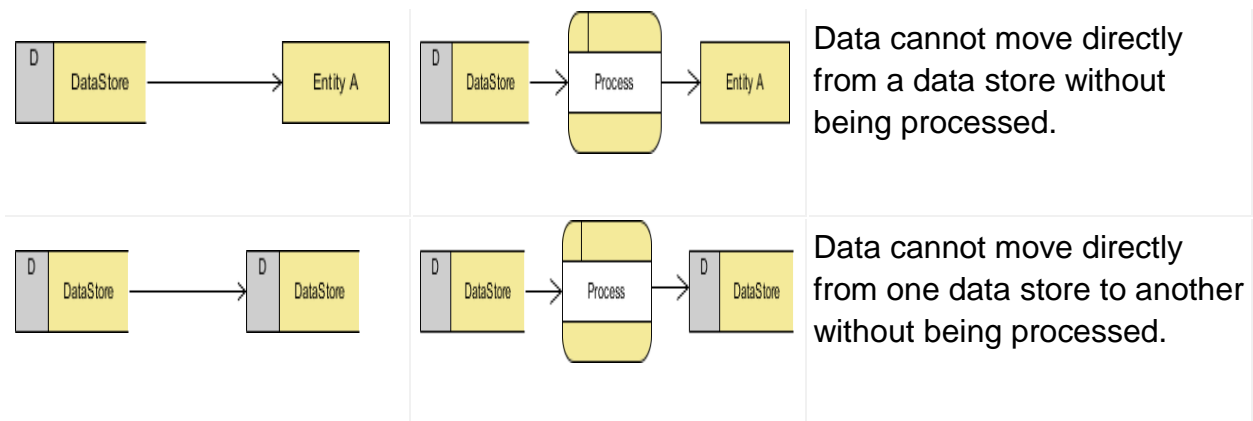 D
DataStore
Entity A
D
DataStore
Process
Entity A
Data cannot move directly
from a data store without
being processed.
D
DataStore
D
DataStore
D
DataStore
Process
D
DataStore
Data cannot move directly
from one data store to another
without being processed.